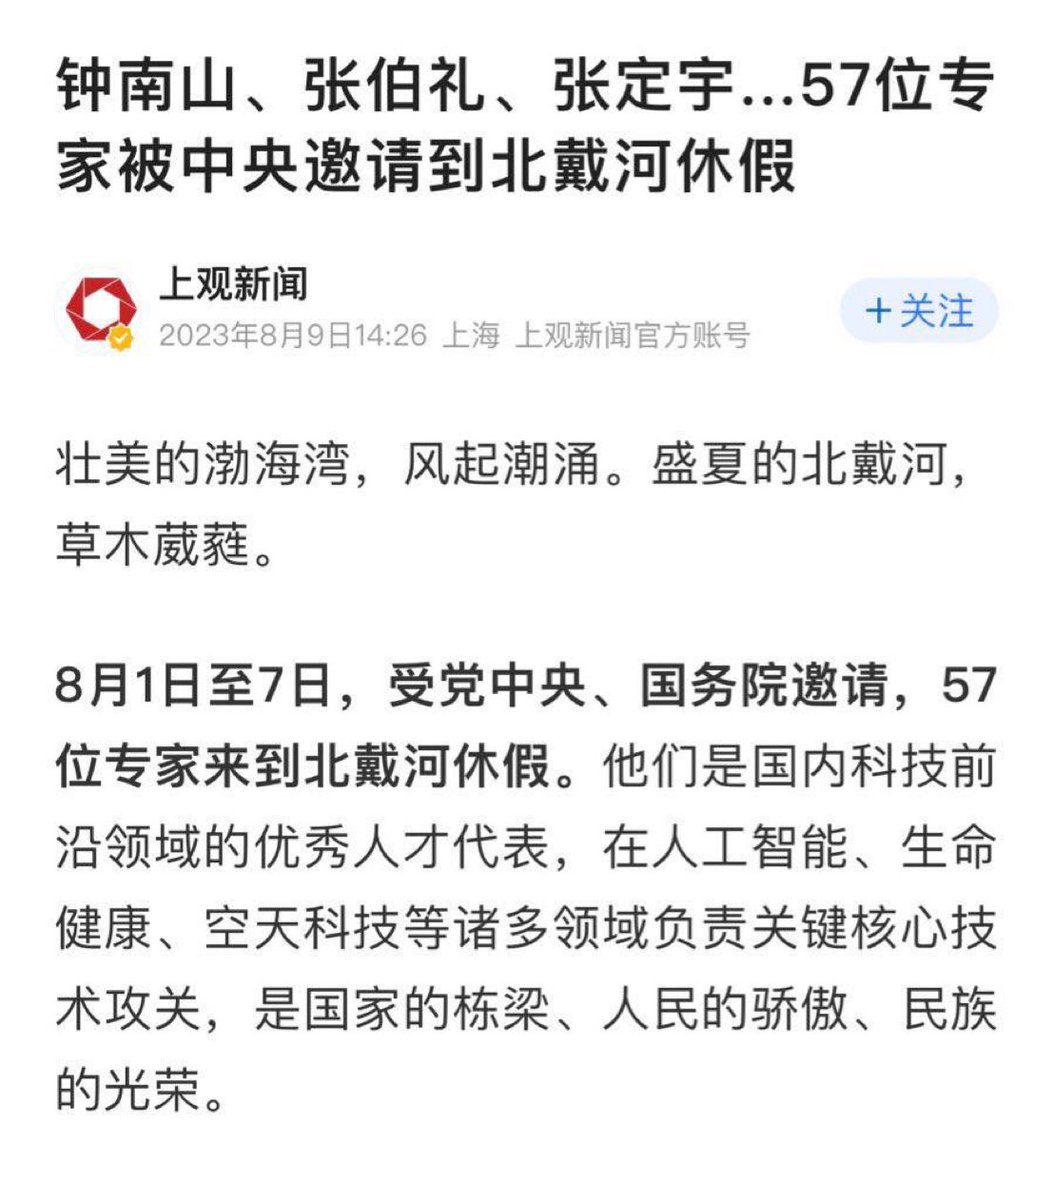 钟南山、张伯礼、张定宇...57位专
家被中央邀请到北戴河休假
上观新闻
2023年8月9日14:26 上海 上观新闻官方账号
+关注
壮美的渤海湾，风起潮涌。盛夏的北戴河，
草木葳蕤。
8月1日至7日，受党中央、国务院邀请，57
位专家来到北戴河休假。他们是国内科技前
沿领域的优秀人才代表，在人工智能、生命
健康、空天科技等诸多领域负责关键核心技
术攻关，是国家的栋梁、人民的骄傲、民族
的光荣。